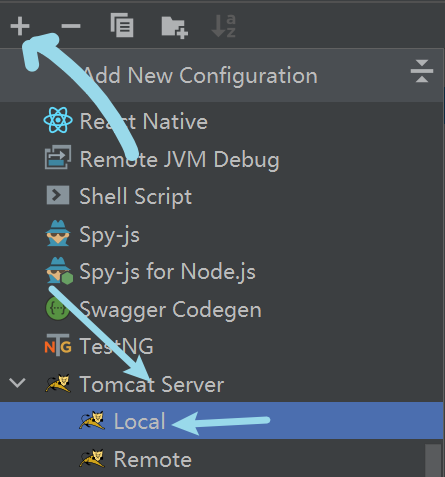 Add New Configuration
React Native
Remote JVM Debug
Shell Script
Spy-js
Spy-js for Node.js
Swagger Codegen
TestNG
Tomcat Server
Local
Remote